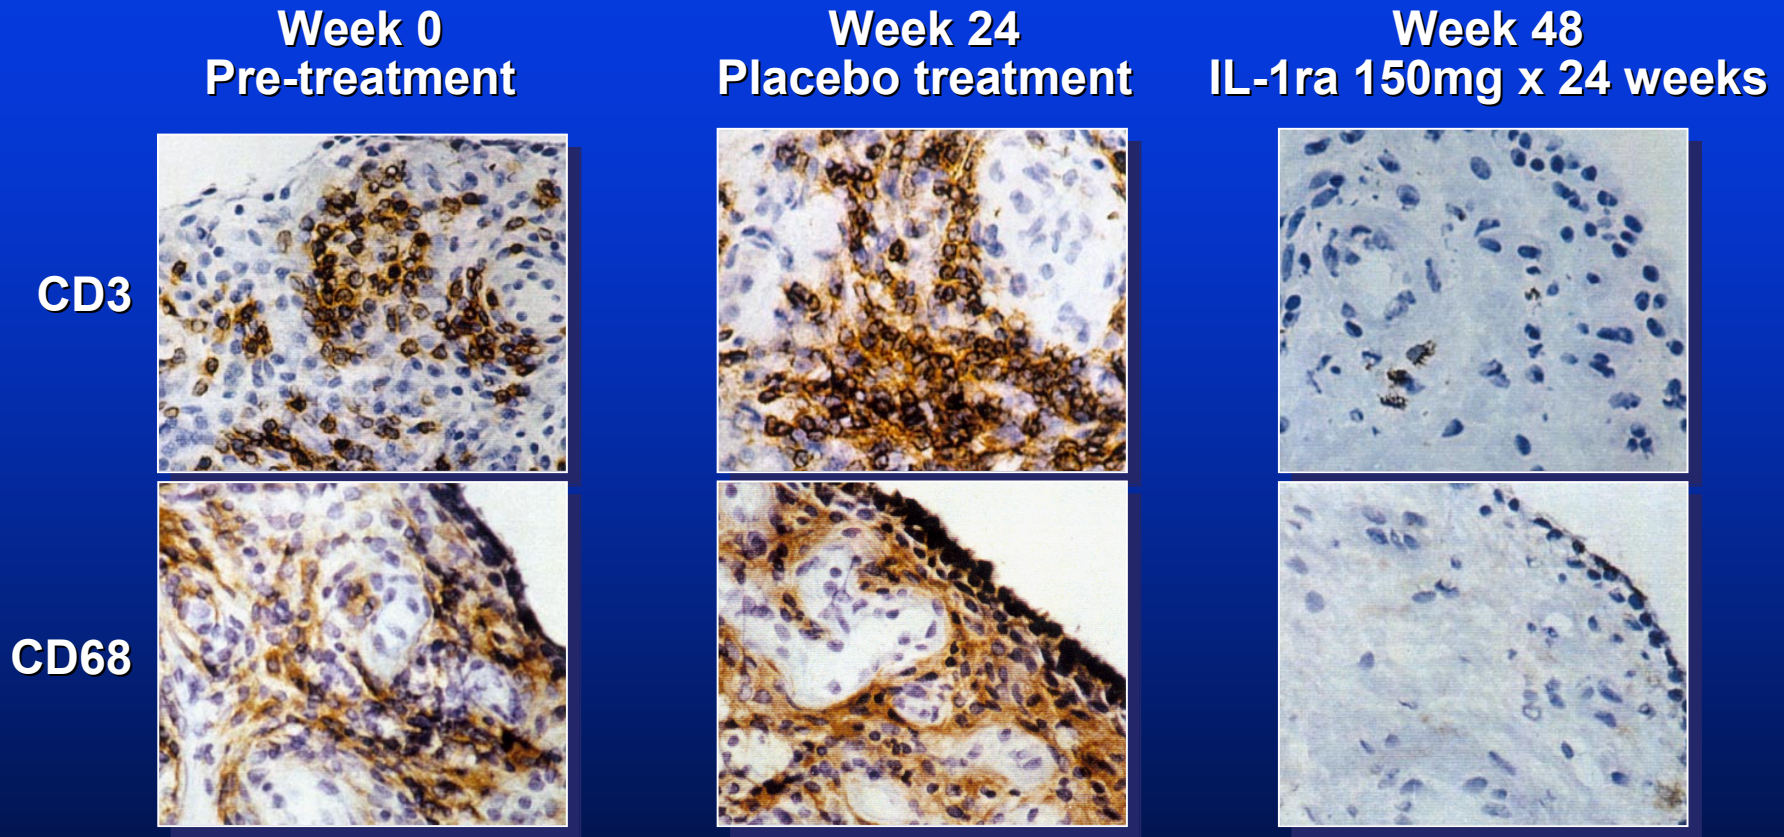 Week 0
Pre-treatment
Week 24
Placebo treatment
Week 48
IL-1ra 150mg x 24 weeks
CD3
CD68